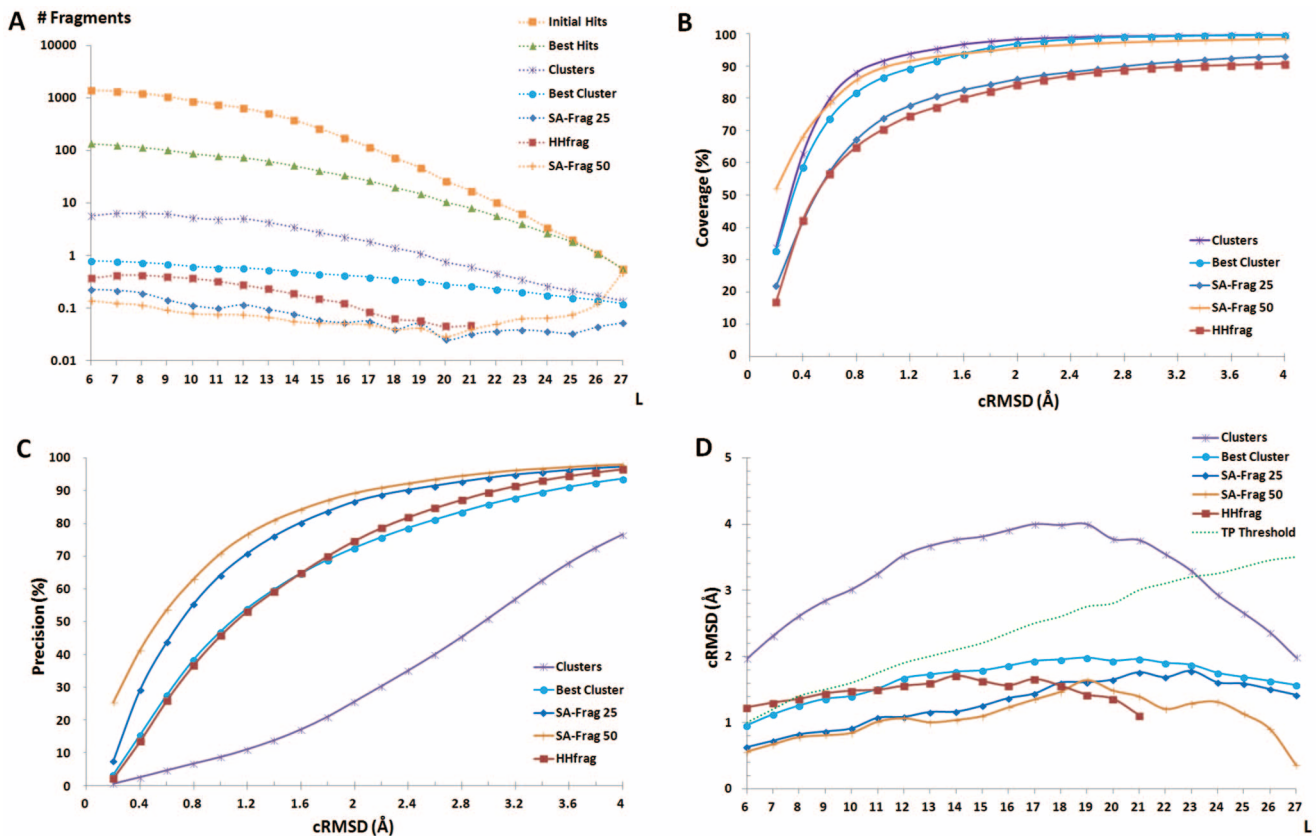 A
# Fragments
10000
1000
100
10
1
0.1
0.01
6 7 8 9 10 11 12 13 14 15 16 17 18 19 20 21 22 23 24 25 26 27
L
Initial Hits
Best Hits
Clusters
Best Cluster
SA-Frag 25
HHfrag
SA-Frag 50
B
Coverage (%)
100
90
80
70
60
50
40
30
20
10
0
0 0.4 0.8 1.2 1.6 2 2.4 2.8 3.2 3.6 4
cRMSD (Å)
Clusters
Best Cluster
SA-Frag 25
SA-Frag 50
HHfrag
C
Precision (%)
100
90
80
70
60
50
40
30
20
10
0
0 0.4 0.8 1.2 1.6 2 2.4 2.8 3.2 3.6 4
cRMSD (Å)
Clusters
Best Cluster
SA-Frag 25
SA-Frag 50
HHfrag
D
cRMSD (Å)
5
4
3
2
1
0
6 7 8 9 10 11 12 13 14 15 16 17 18 19 20 21 22 23 24 25 26 27
L
Clusters
Best Cluster
SA-Frag 25
SA-Frag 50
HHfrag
TP Threshold